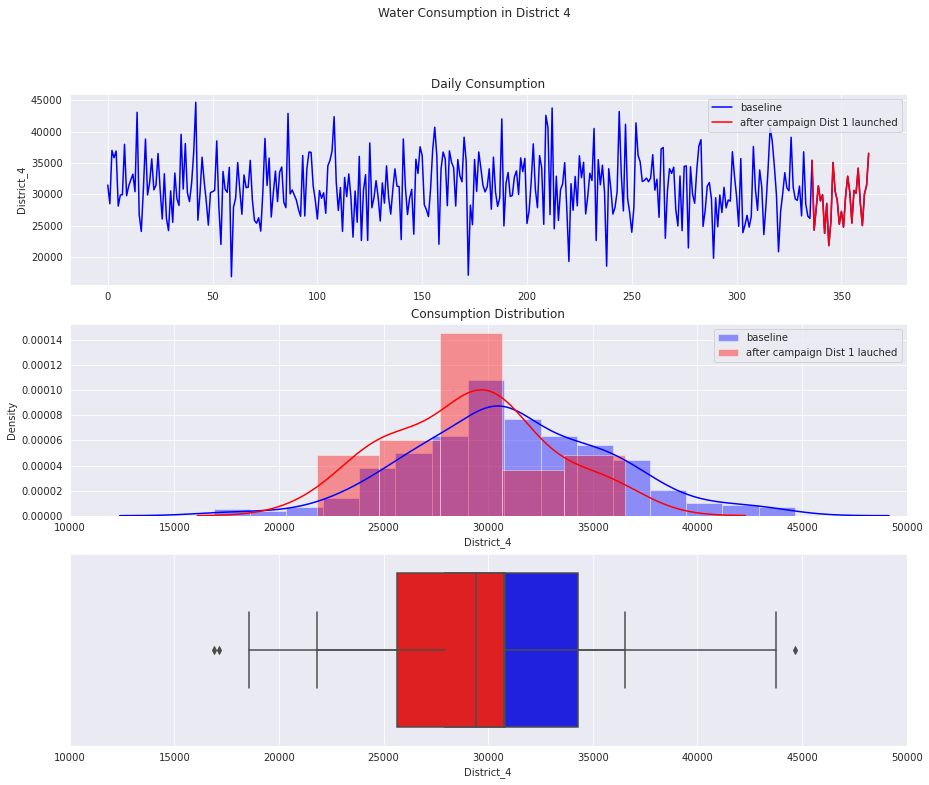 Water Consumption in District 4
Daily Consumption
baseline
after campaign Dist 1 launched
District_4
45000
40000
35000
30000
25000
20000
0 50 100 150 200 250 300 350
Consumption Distribution
baseline
after campaign Dist 1 lauched
Density
0.00014
0.00012
0.00010
0.00008
0.00006
0.00004
0.00002
0.00000
10000 15000 20000 25000 30000 35000 40000 45000 50000
District_4
10000 15000 20000 25000 30000 35000 40000 45000 50000
District_4